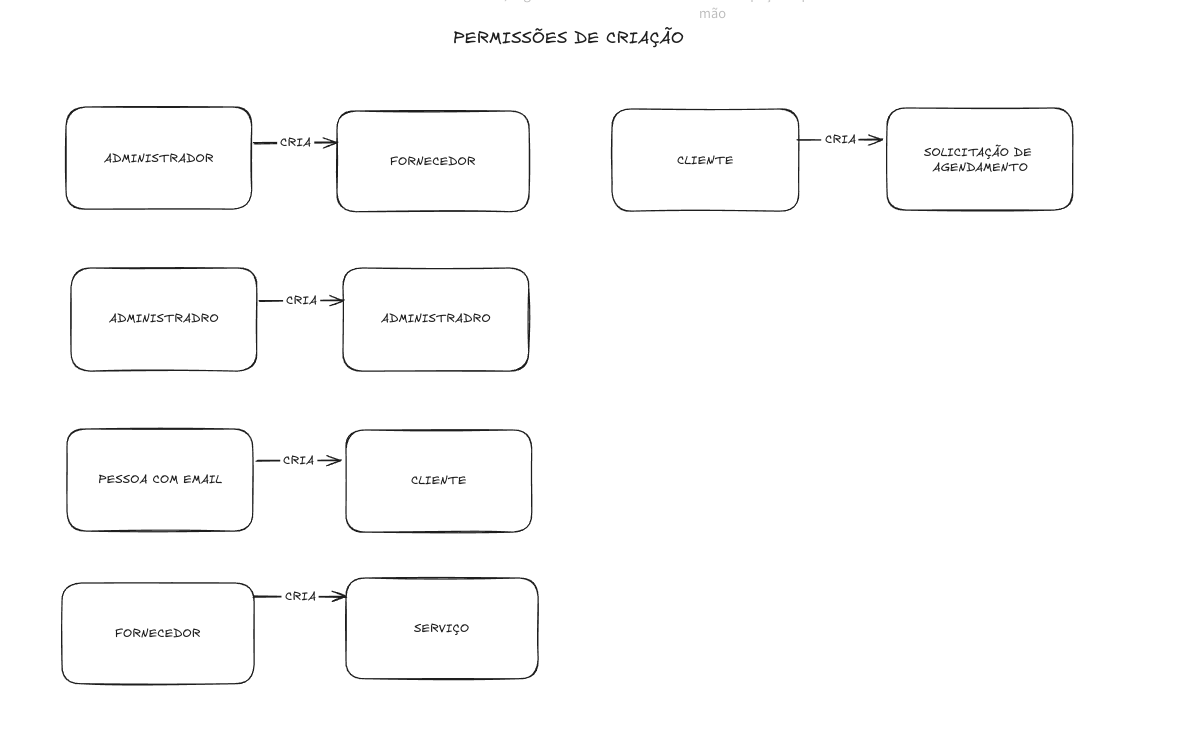 mão
PERMISSÕES DE CRIAÇÃO
ADMINISTRADOR
CRIA
FORNECEDOR
CLIENTE
CRIA
SOLICITAÇÃO DE
AGENDAMENTO
ADMINISTRADRO
CRIA
ADMINISTRADRO
PESSOA COM EMAIL
CRIA
CLIENTE
FORNECEDOR
CRIA
SERVIÇO